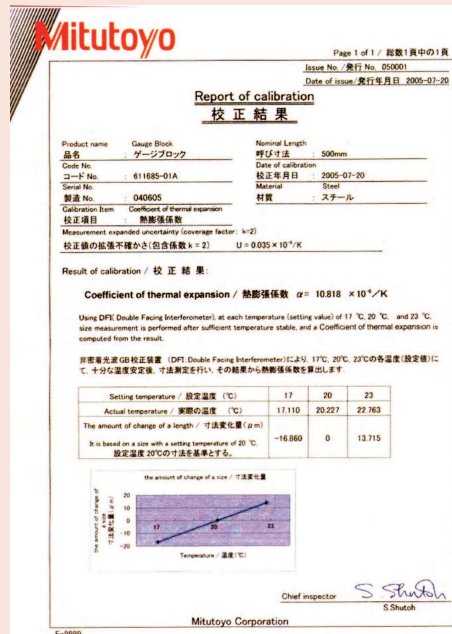 Mitutoyo
Page 1 of 1 / 総数1頁中の1頁
Issue No. /発行 No. 050001
Date of issue/発行年月日 2005-07-20
Report of calibration
校 正 結 果
Product name Gauge Block
品名 : ゲージブロック
Nominal Length
呼び寸法 : 500mm
Code No.
コード No. : 611685-01A
Date of calibration
校正年月日 : 2005-07-20
Serial No.
製造 No. : 040605
Material Steel
材質 : スチール
Calibration Item Coefficient of thermal expansion
校正項目 : 熱膨張係数
Measurement expanded uncertainty (coverage factor: k=2)
校正値の拡張不確かさ(包含係数 k = 2) U = 0.035 × 10⁻⁶/K
Result of calibration / 校 正 結 果:
Coefficient of thermal expansion / 熱膨張係数 α= 10.818 ×10⁻⁶/K
Using DFI( Double Facing Interferometer), at each temperature (setting value) of 17 ℃, 20 ℃, and 23 ℃,
size measurement is performed after sufficient temperature stable, and a Coefficient of thermal expansion is
computed from the result.
非密着光波GB校正装置 (DFI:Double Facing Interferometer)により、17℃、20℃、23℃の各温度(設定値)に
て、十分な温度安定後、寸法測定を行い、その結果から熱膨張係数を算出します。
Setting temperature / 設定温度 (℃) 17 20 23
Actual temperature / 実際の温度 (℃) 17.110 20.227 22.763
The amount of change of a length / 寸法変化量(μm)
It is based on a size with a setting temperature of 20 ℃.
設定温度 20℃の寸法を基準とする。
-16.860 0 13.715
the amount of change of a size / 寸法変化量
the amount of change of a size
寸法変化量(μm)
20
10
0
-10
-20
17 20 23
Temperature / 温度(℃)
Chief inspector S. Shutoh
S.Shutoh
Mitutoyo Corporation